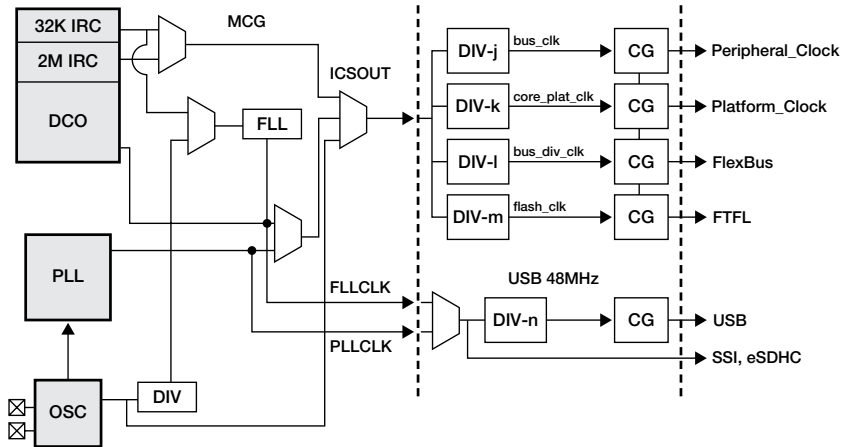 32K IRC
2M IRC
DCO
MCG
ICSOUT
FLL
PLL
OSC
DIV
FLLCLK
PLLCLK
DIV-j
bus_clk
CG
Peripheral_Clock
DIV-k
core_plat_clk
CG
Platform_Clock
DIV-l
bus_div_clk
CG
FlexBus
DIV-m
flash_clk
CG
FTFL
USB 48MHz
DIV-n
CG
USB
SSI, eSDHC